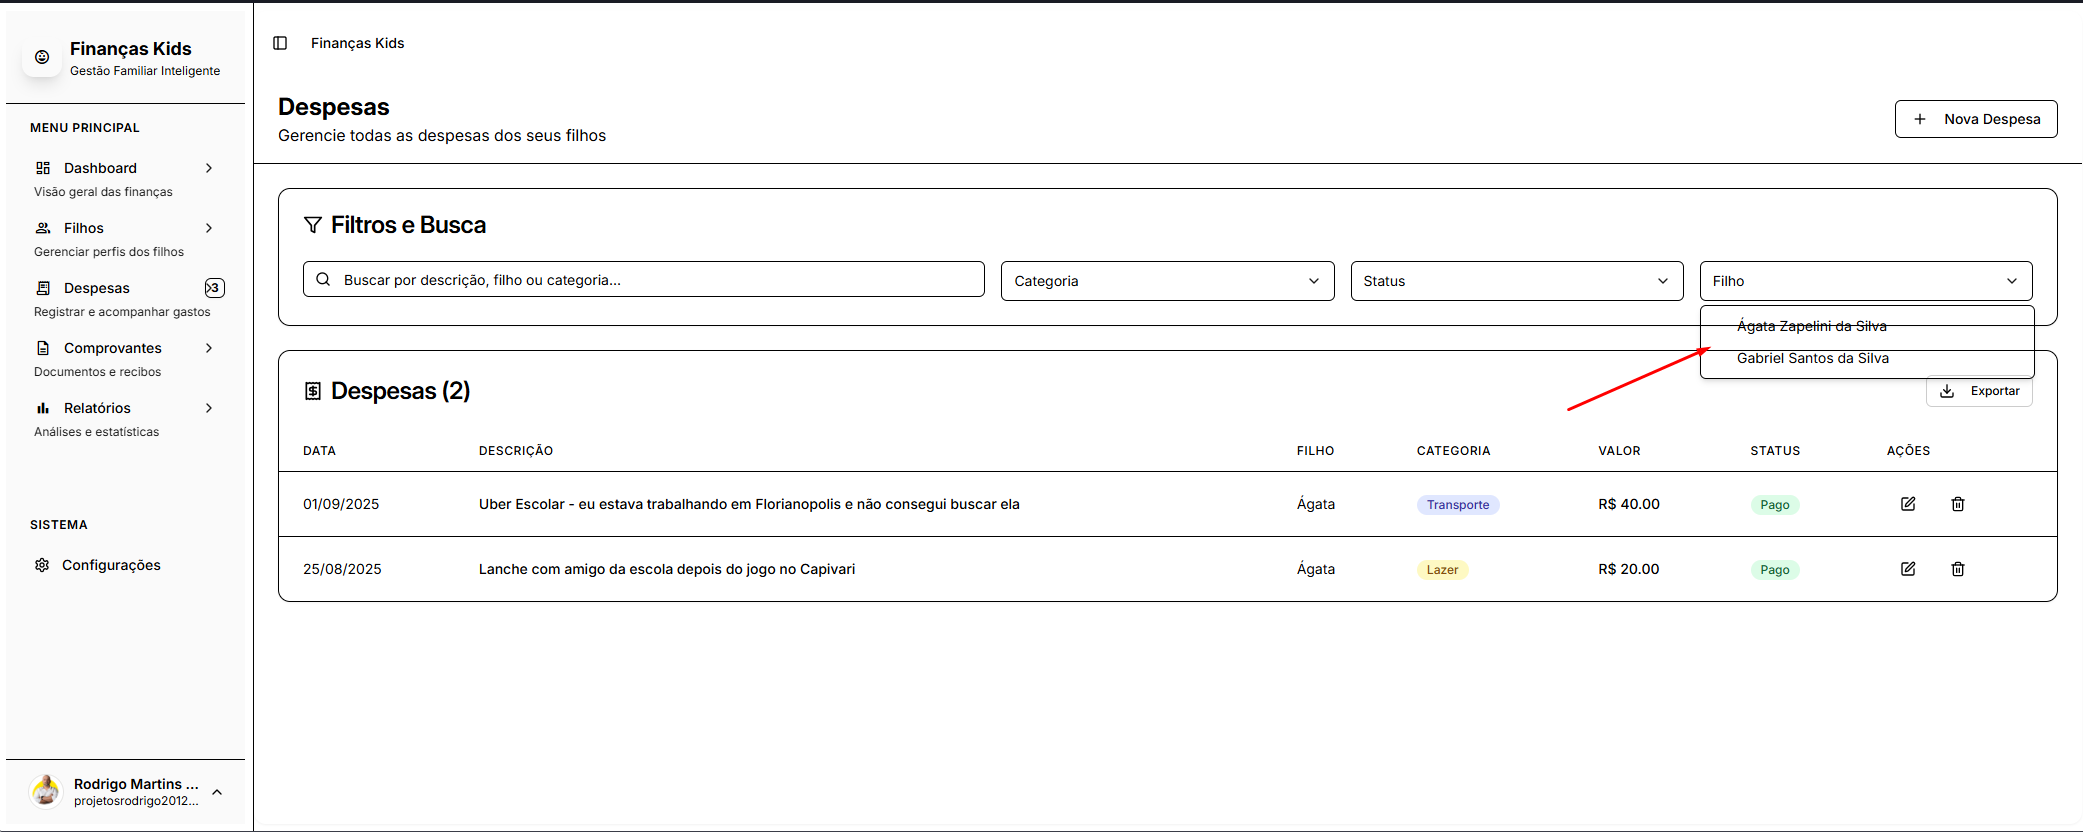 Finanças Kids
Gestão Familiar Inteligente
MENU PRINCIPAL
Dashboard
Visão geral das finanças
Filhos
Gerenciar perfis dos filhos
Despesas
3
Registrar e acompanhar gastos
Comprovantes
Documentos e recibos
Relatórios
Análises e estatísticas
SISTEMA
Configurações
Rodrigo Martins ...
projetosrodrigo2012...
Finanças Kids
Despesas
Gerencie todas as despesas dos seus filhos
+ Nova Despesa
Filtros e Busca
Buscar por descrição, filho ou categoria...
Categoria
Status
Filho
Ágata Zapelini da Silva
Gabriel Santos da Silva
Despesas (2)
Exportar
DATA DESCRIÇÃO FILHO CATEGORIA VALOR STATUS AÇÕES
01/09/2025 Uber Escolar - eu estava trabalhando em Florianopolis e não consegui buscar ela Ágata Transporte R$ 40.00 Pago
25/08/2025 Lanche com amigo da escola depois do jogo no Capivari Ágata Lazer R$ 20.00 Pago